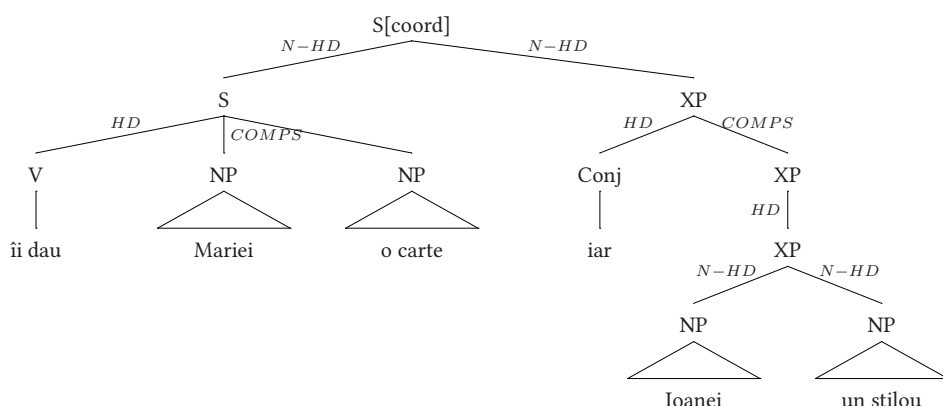 S[coord]
N−HD N−HD
S XP
HD COMPS HD COMPS
V NP NP Conj XP
HD
îi dau Mariei o carte iar XP
N−HD N−HD
NP NP
Ioanei un stilou